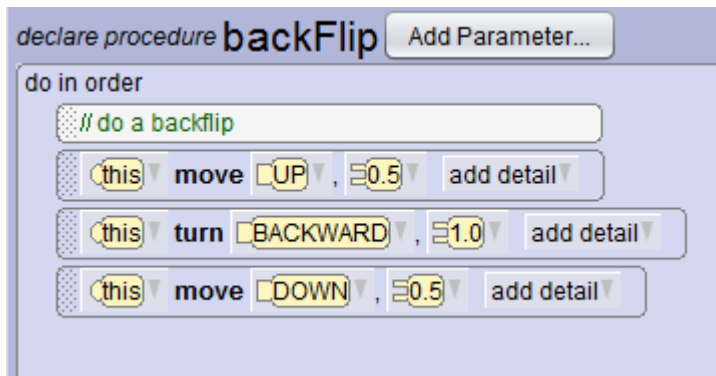 declare procedure backFlip Add Parameter...
do in order
// do a backflip
this move UP , 0.5 add detail
this turn BACKWARD , 1.0 add detail
this move DOWN , 0.5 add detail